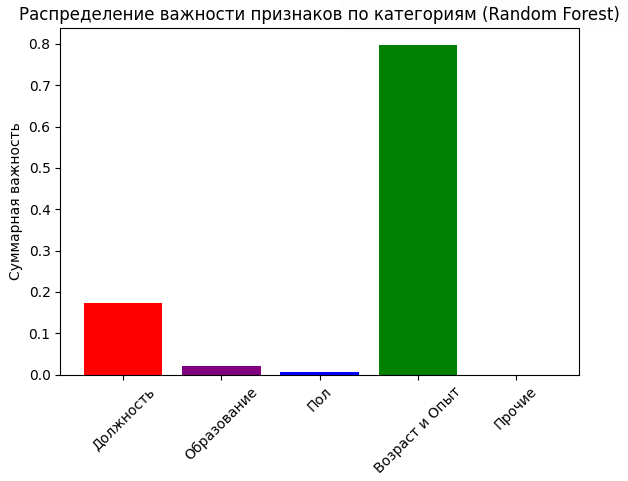 Распределение важности признаков по категориям (Random Forest)
Суммарная важность
0.8
0.7
0.6
0.5
0.4
0.3
0.2
0.1
0.0
Должность
Образование
Пол
Возраст и Опыт
Прочие